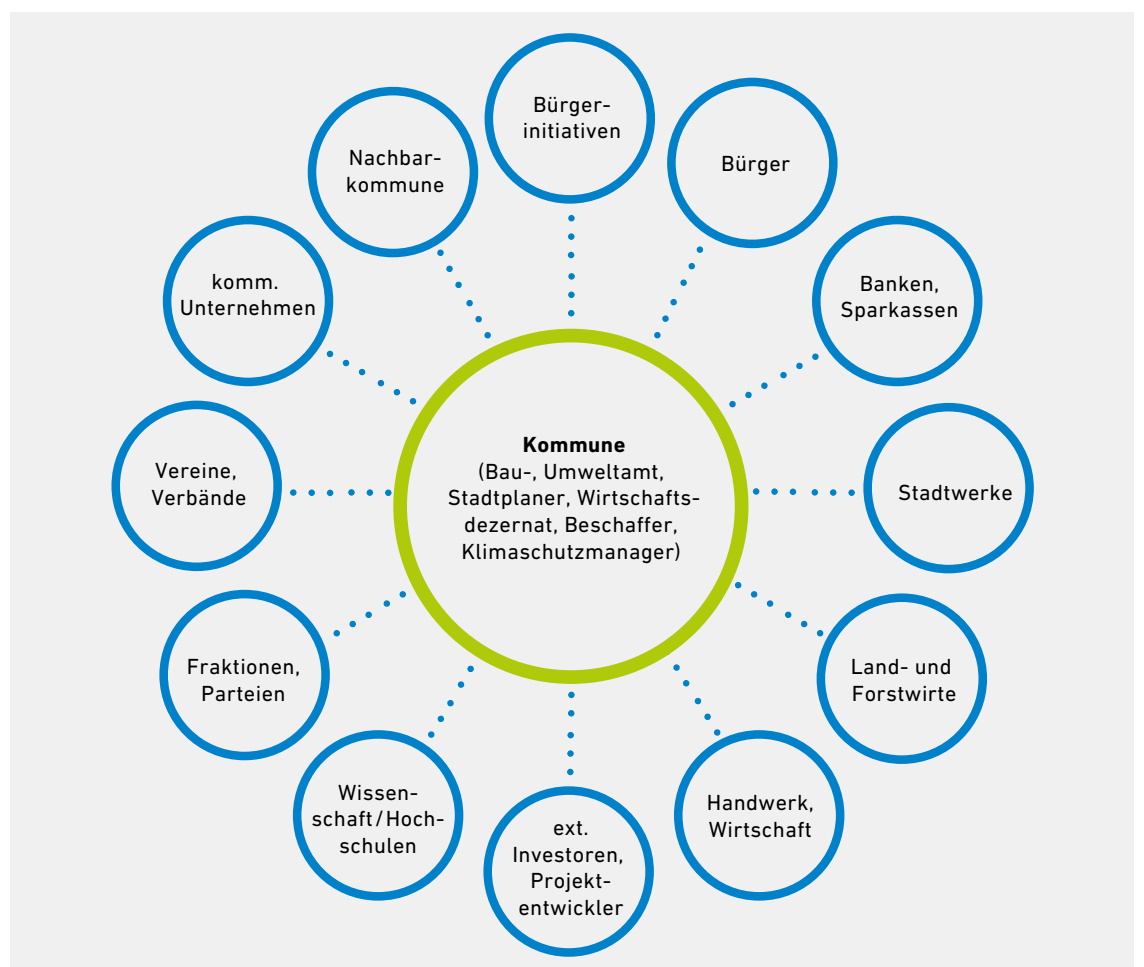 Bürger-
initiativen
Bürger
Banken,
Sparkassen
Stadtwerke
Land- und
Forstwirte
Handwerk,
Wirtschaft
ext.
Investoren,
Projekt-
entwickler
Wissen-
schaft/Hoch-
schulen
Fraktionen,
Parteien
Vereine,
Verbände
komm.
Unternehmen
Nachbar-
kommune
Kommune
(Bau-, Umweltamt,
Stadtplaner, Wirtschafts-
dezernat, Beschaffer,
Klimaschutzmanager)